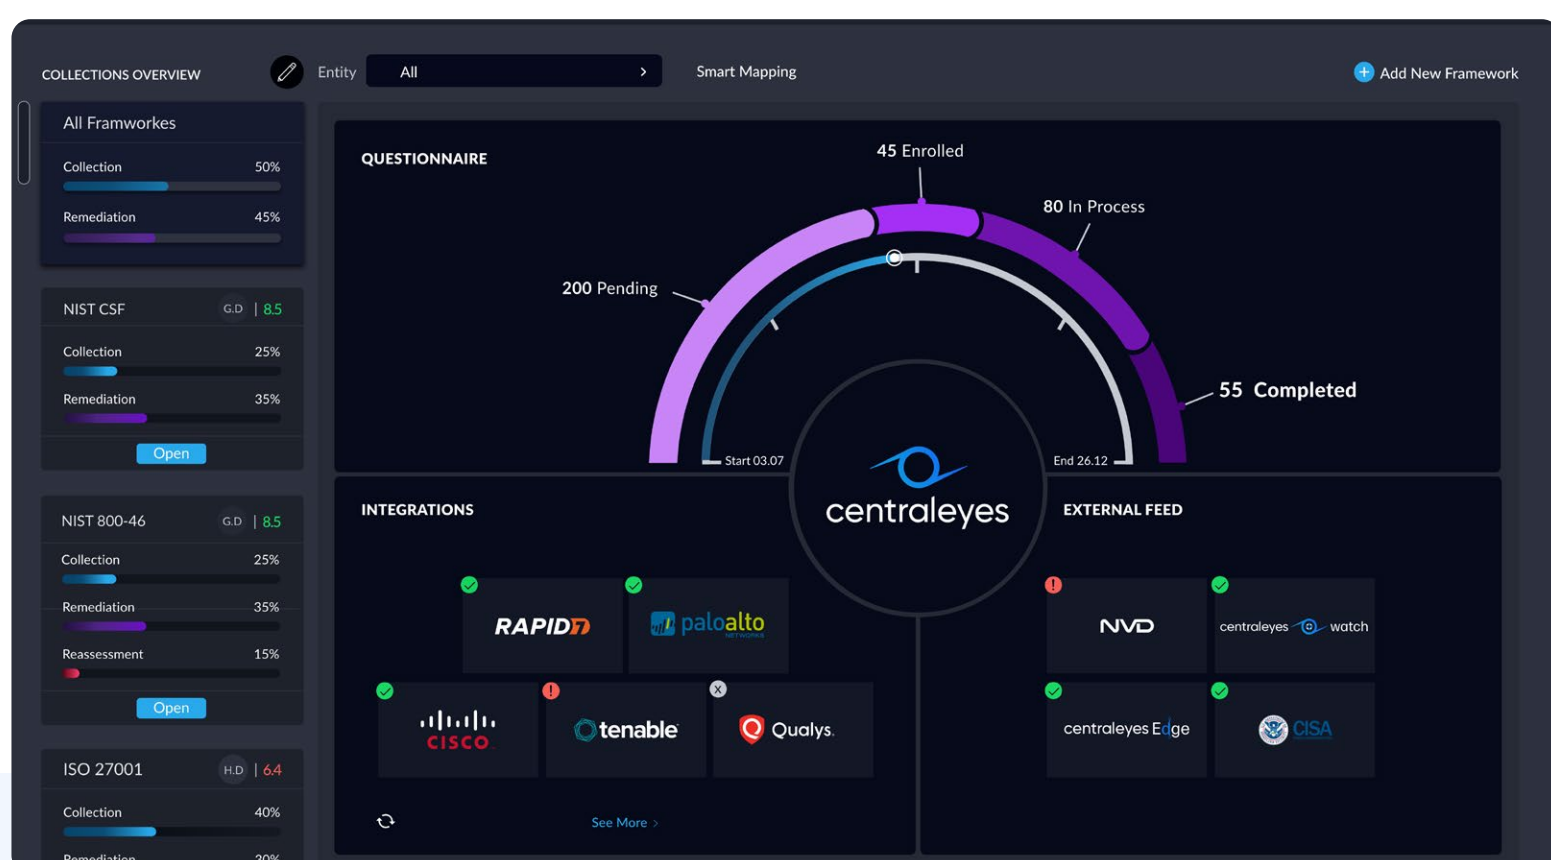 COLLECTIONS OVERVIEW
Entity
All
Smart Mapping
Add New Framework
All Framworkes
Collection 50%
Remediation 45%
NIST CSF G.D | 8.5
Collection 25%
Remediation 35%
Open
NIST 800-46 G.D | 8.5
Collection 25%
Remediation 35%
Reassessment 15%
Open
ISO 27001 H.D | 6.4
Collection 40%
Remediation 20%
QUESTIONNAIRE
45 Enrolled
80 In Process
200 Pending
55 Completed
Start 03.07
End 26.12
centraleyes
INTEGRATIONS
RAPID7
paloalto
NETWORKS
CISCO
tenable
Qualys.
See More >
EXTERNAL FEED
NVD
centraleyes watch
centraleyes Edge
CISA